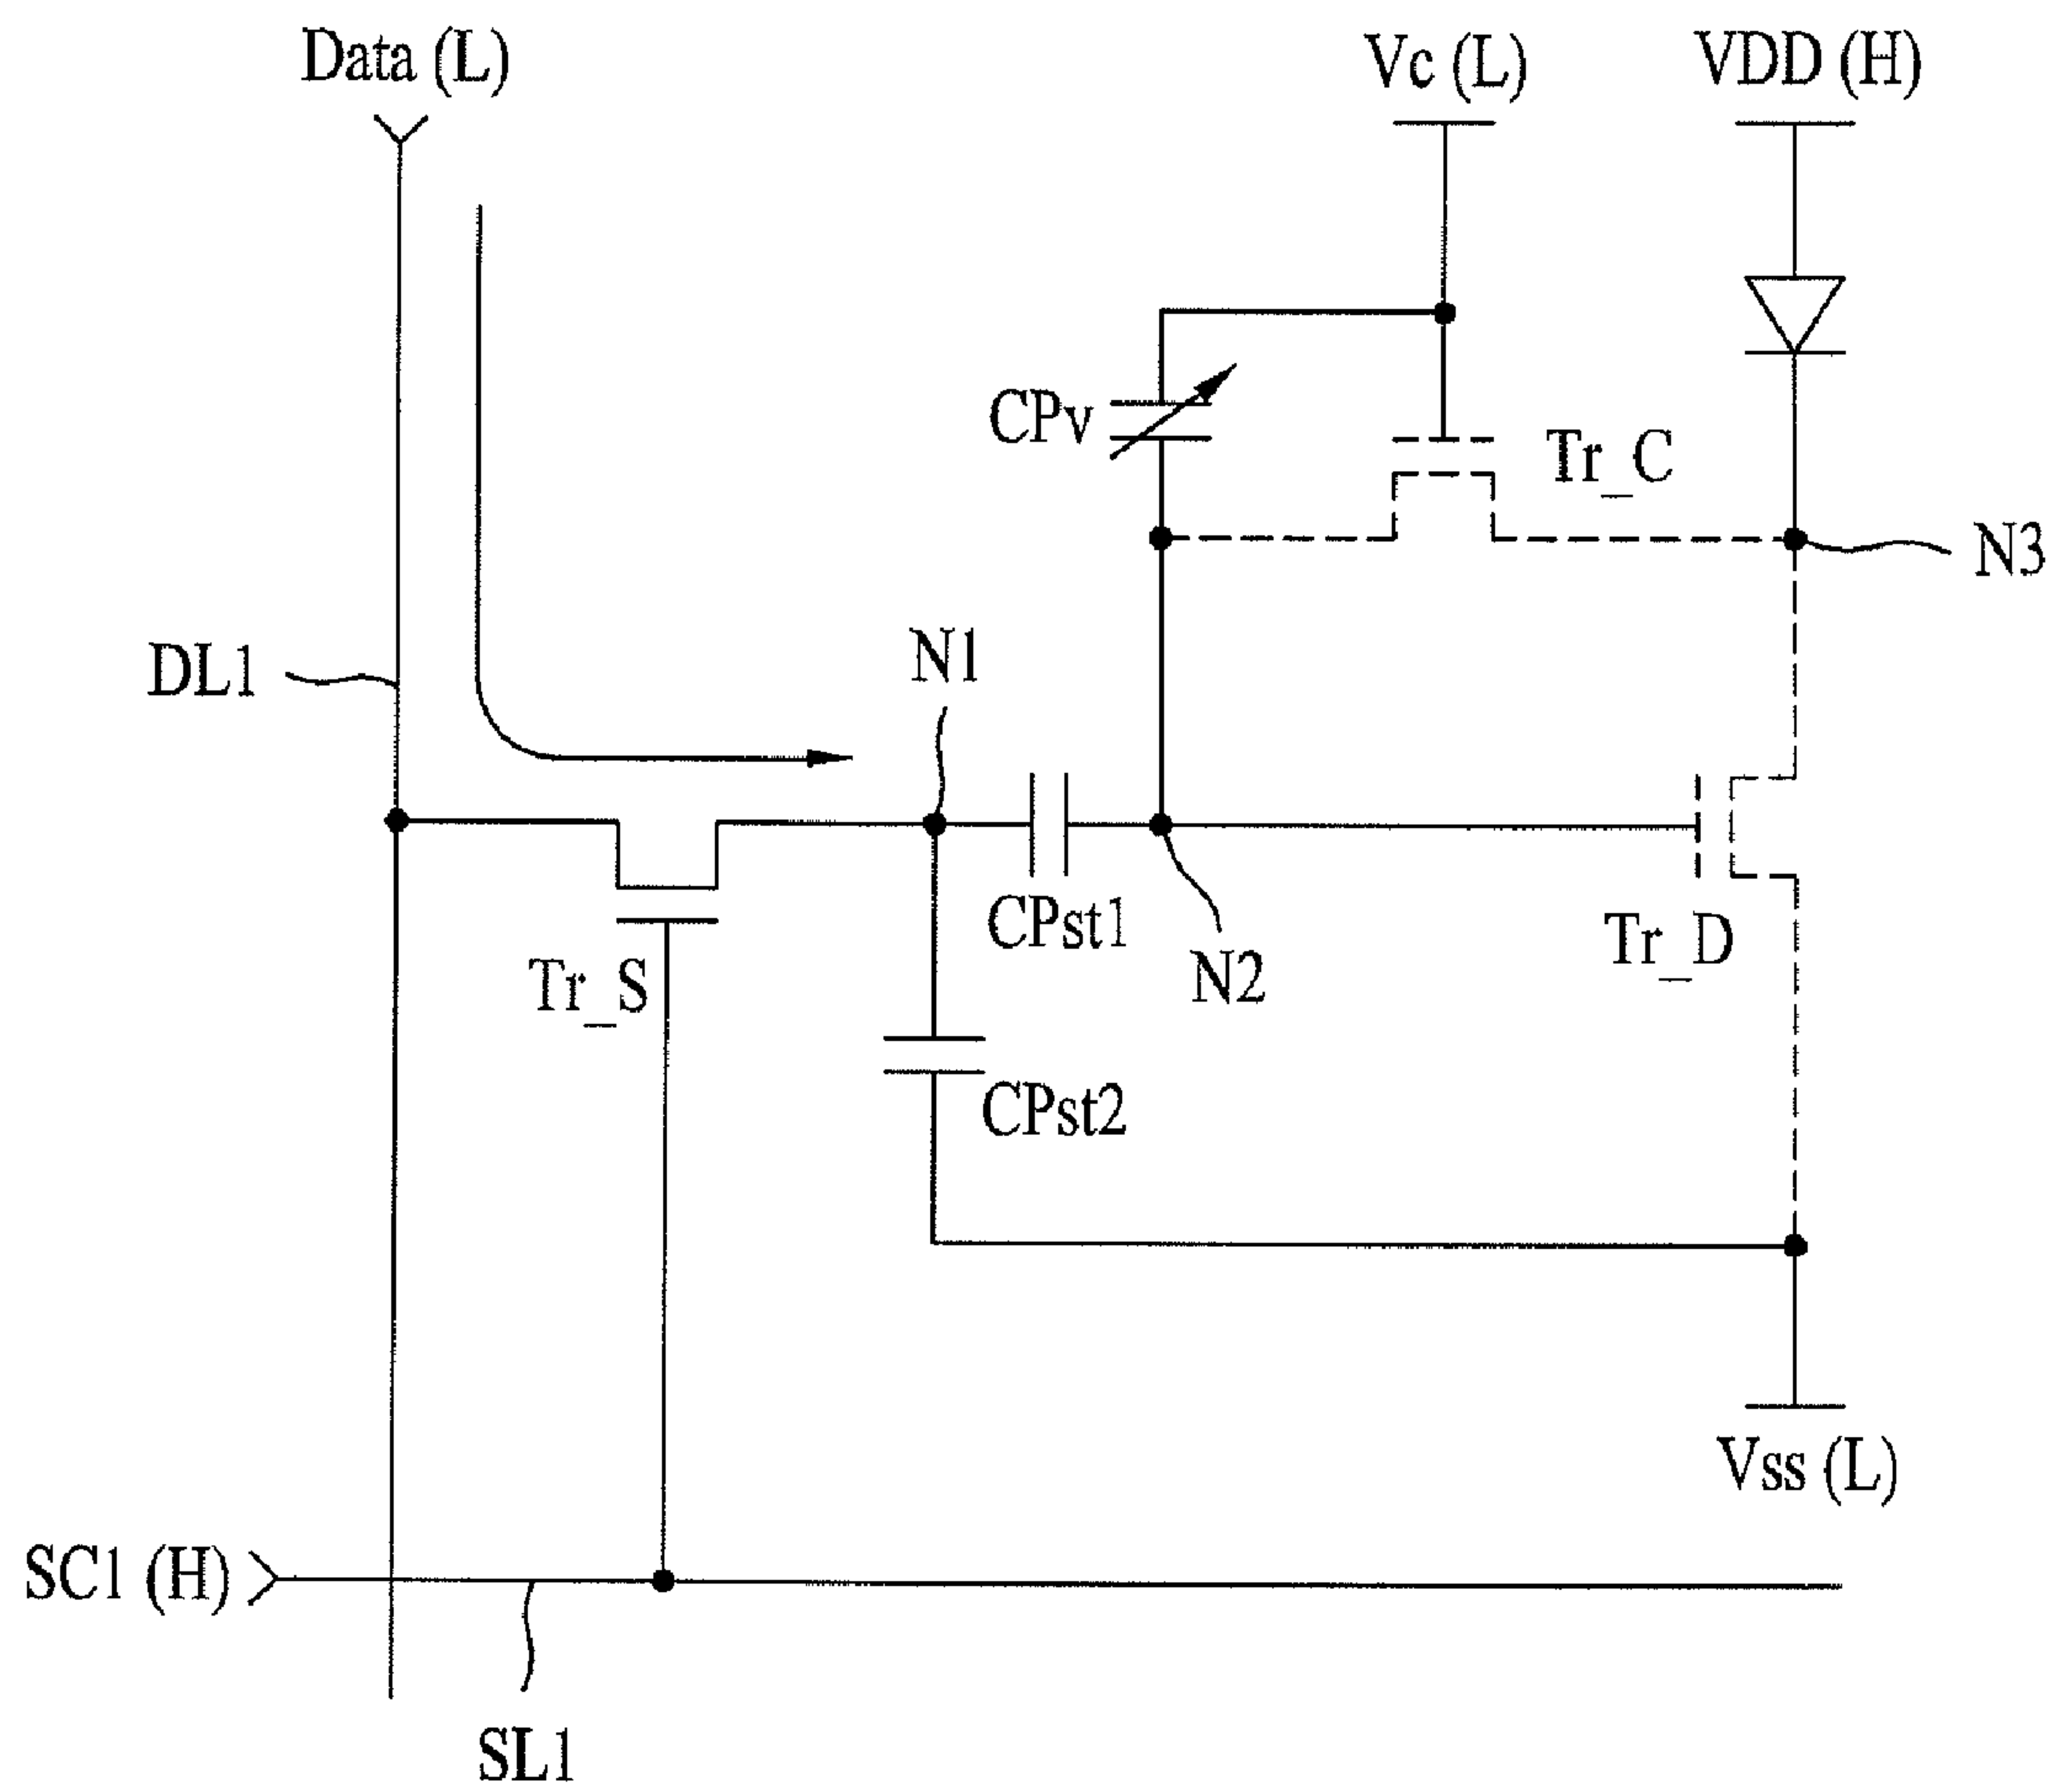 Data (L)
Vc (L)
VDD (H)
CPv
Tr_C
N3
N1
DL1
CPst1
Tr_D
N2
Tr_S
CPst2
Vss (L)
SC1 (H)
SL1